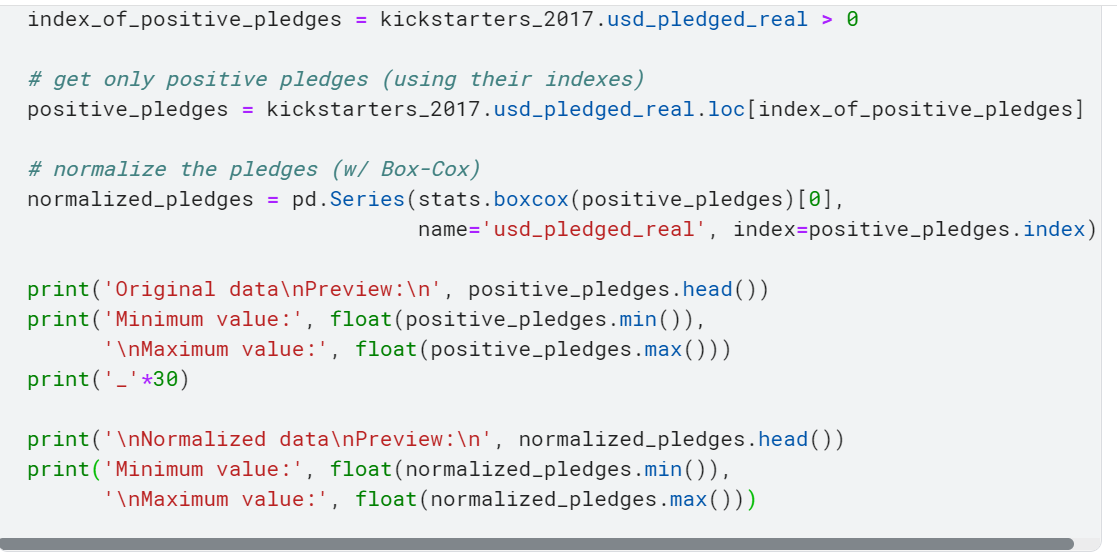 index_of_positive_pledges = kickstarters_2017.usd_pledged_real > 0
# get only positive pledges (using their indexes)
positive_pledges = kickstarters_2017.usd_pledged_real.loc[index_of_positive_pledges]
# normalize the pledges (w/ Box-Cox)
normalized_pledges = pd.Series(stats.boxcox(positive_pledges)[0],
name='usd_pledged_real', index=positive_pledges.index)
print('Original data\nPreview:\n', positive_pledges.head())
print('Minimum value:', float(positive_pledges.min()),
'\nMaximum value:', float(positive_pledges.max()))
print('_'*30)
print('\nNormalized data\nPreview:\n', normalized_pledges.head())
print('Minimum value:', float(normalized_pledges.min()),
'\nMaximum value:', float(normalized_pledges.max()))